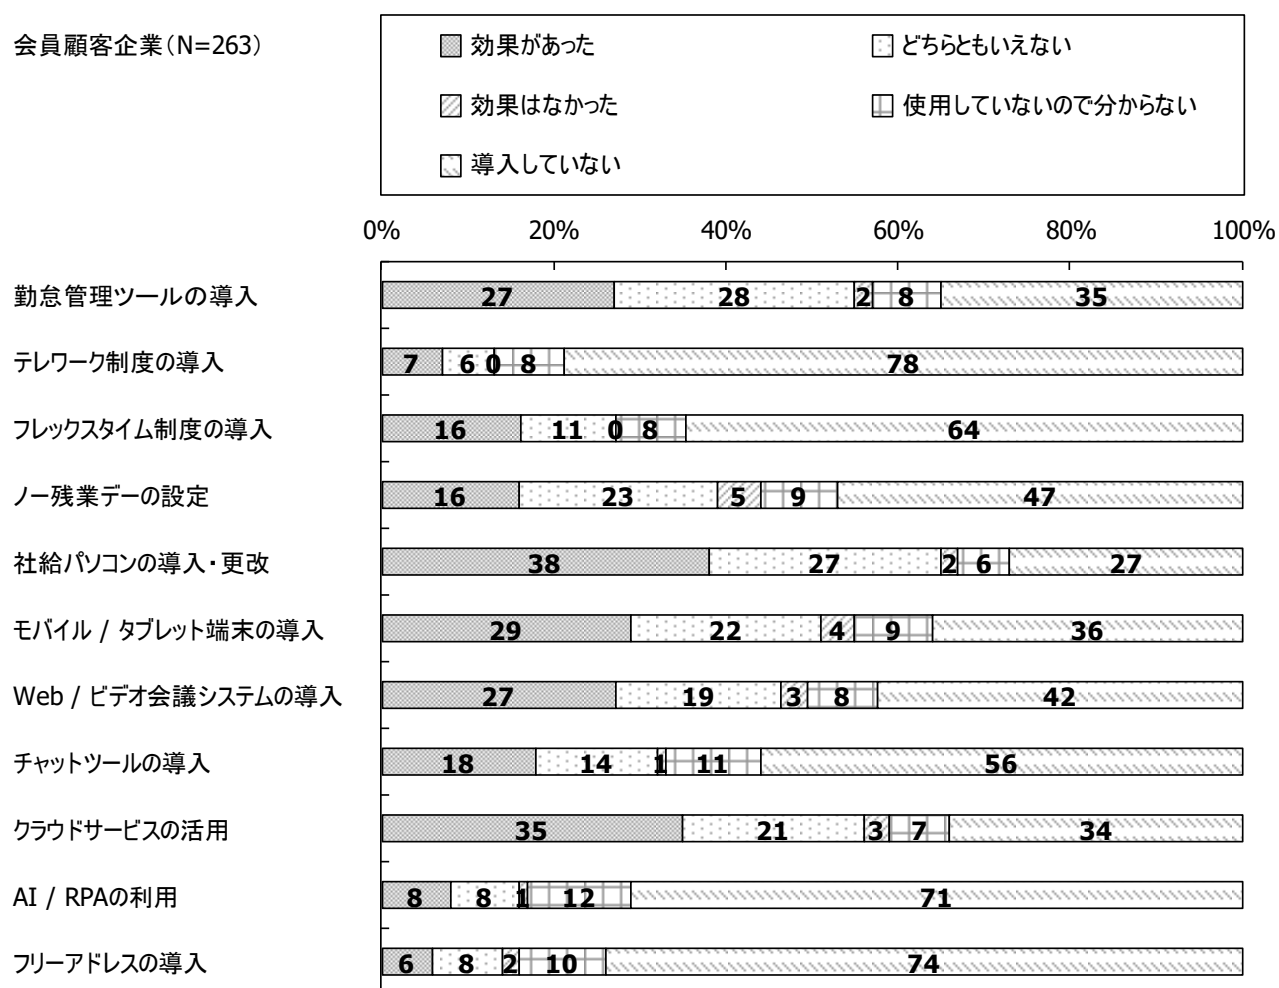 会員顧客企業(N=263)
効果があった
どちらともいえない
効果はなかった
使用していないので分からない
導入していない
0% 20% 40% 60% 80% 100%
勤怠管理ツールの導入 27 28 2 8 35
テレワーク制度の導入 7 6 0 8 78
フレックスタイム制度の導入 16 11 0 8 64
ノー残業デーの設定 16 23 5 9 47
社給パソコンの導入・更改 38 27 2 6 27
モバイル / タブレット端末の導入 29 22 4 9 36
Web / ビデオ会議システムの導入 27 19 3 8 42
チャットツールの導入 18 14 1 11 56
クラウドサービスの活用 35 21 3 7 34
AI / RPAの利用 8 8 1 12 71
フリーアドレスの導入 6 8 2 10 74